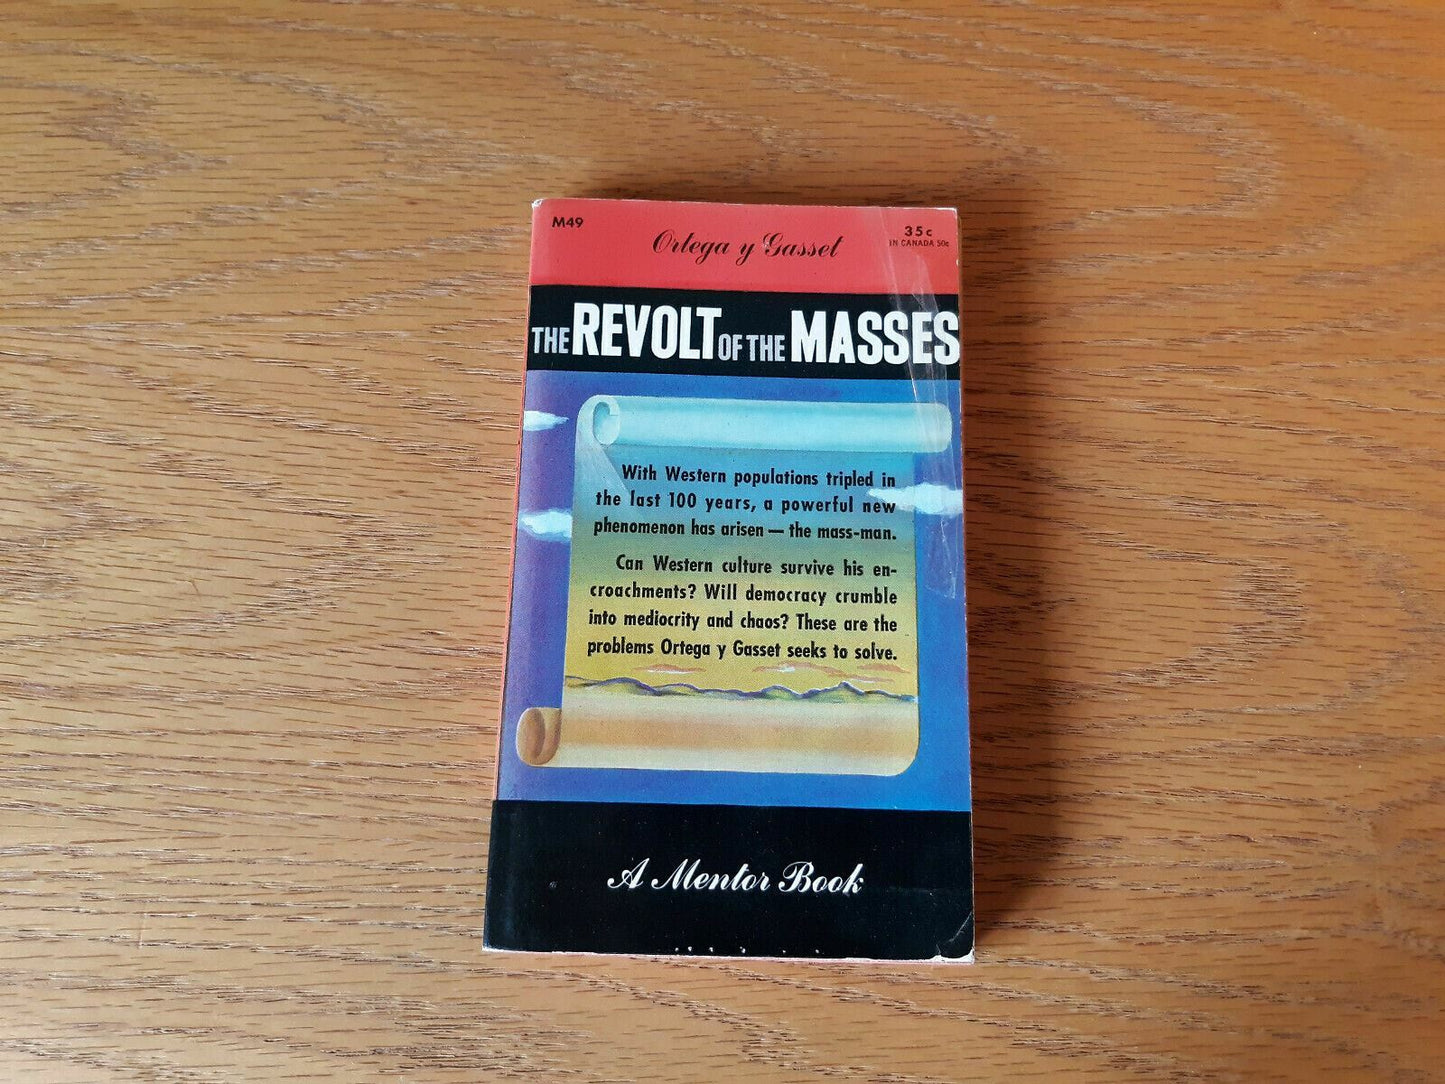 M49
Ortega y Gasset
35c
IN CANADA 50c
THE REVOLT OF THE MASSES
With Western populations tripled in
the last 100 years, a powerful new
phenomenon has arisen — the mass-man.
Can Western culture survive his en-
croachments? Will democracy crumble
into mediocrity and chaos? These are the
problems Ortega y Gasset seeks to solve.
A Mentor Book